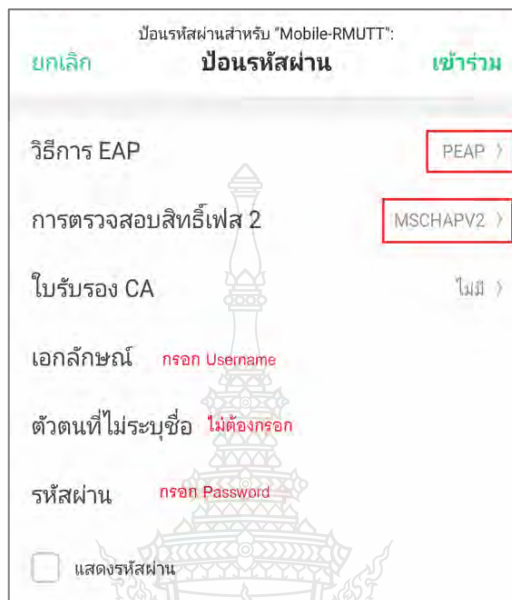 ป้อนรหัสผ่านสำหรับ "Mobile-RMUTT":
ยกเลิก ป้อนรหัสผ่าน เข้าร่วม
วิธีการ EAP PEAP >
การตรวจสอบสิทธิ์เฟส 2 MSCHAPV2 >
ใบรับรอง CA ไม่มี >
เอกลักษณ์ กรอก Username
ตัวตนที่ไม่ระบุชื่อ ไม่ต้องกรอก
รหัสผ่าน กรอก Password
แสดงรหัสผ่าน